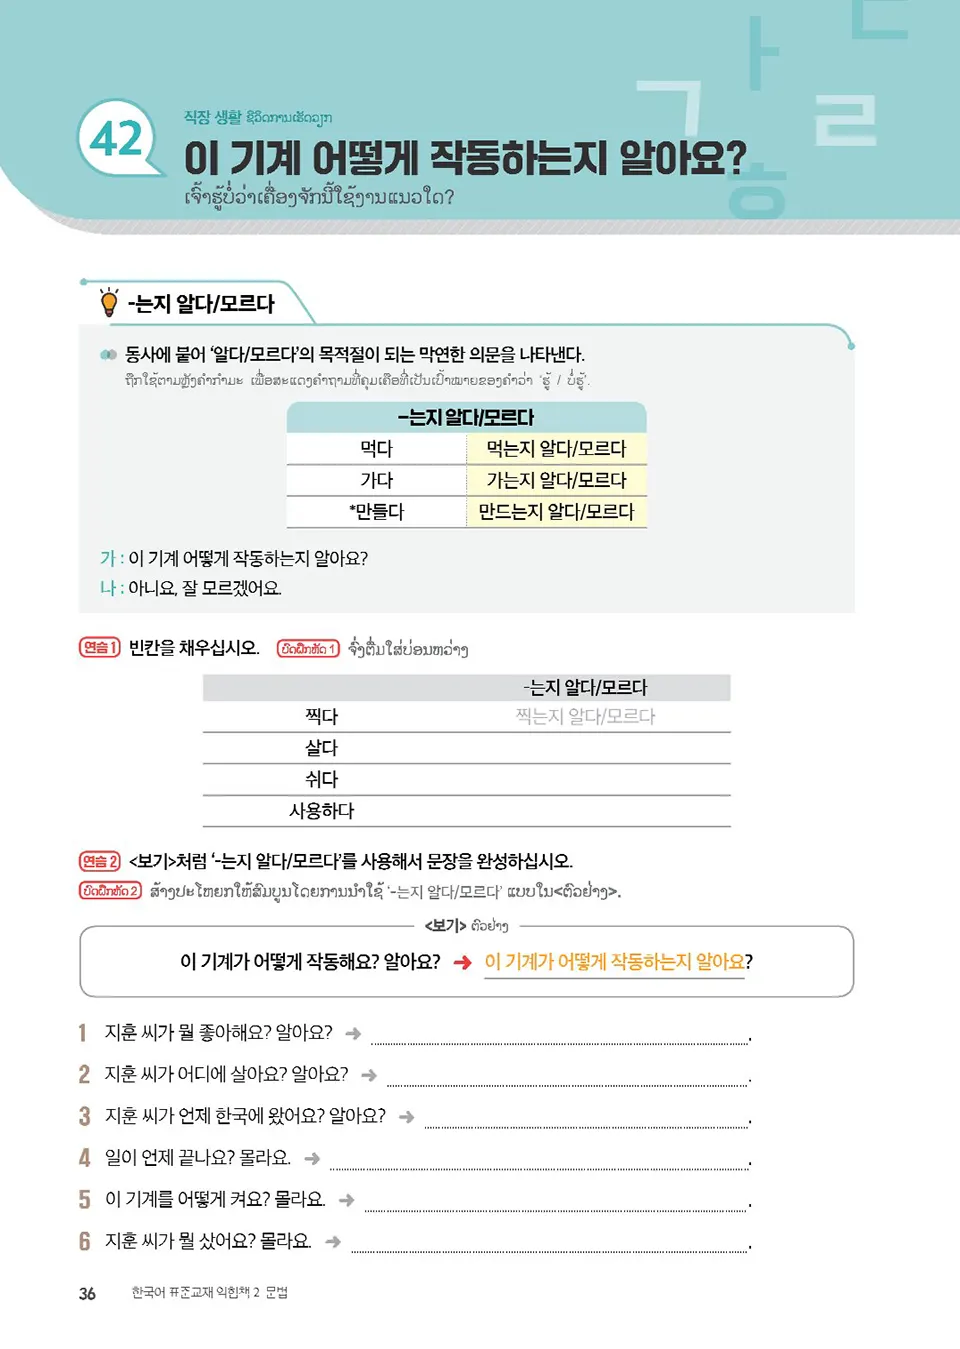 42
직장 생활 ຊີວິດການເຮັດວຽກ
이 기계 어떻게 작동하는지 알아요?
ເຈົ້າຮູ້ບໍ່ວ່າເຄື່ອງຈັກນີ້ໃຊ້ງານແນວໃດ?
ㄱ ㅏ ㄷ ㄹ ㅎ
-는지 알다/모르다
동사에 붙어 ‘알다/모르다’의 목적절이 되는 막연한 의문을 나타낸다.
ຖືກໃຊ້ຕາມຫຼັງຄຳກຳມະ ເພື່ອສະແດງຄຳຖາມທີ່ຄຸມເຄືອທີ່ເປັນເປົ້າໝາຍຂອງຄຳວ່າ ‘ຮູ້ / ບໍ່ຮູ້’.
-는지 알다/모르다
먹다 먹는지 알다/모르다
가다 가는지 알다/모르다
*만들다 만드는지 알다/모르다
가 : 이 기계 어떻게 작동하는지 알아요?
나 : 아니요, 잘 모르겠어요.
연습 1 빈칸을 채우십시오. ບົດຝຶກຫັດ 1 ຈົ່ງຕື່ມໃສ່ບ່ອນຫວ່າງ
-는지 알다/모르다
찍다 찍는지 알다/모르다
살다
쉬다
사용하다
연습 2 <보기>처럼 ‘-는지 알다/모르다’를 사용해서 문장을 완성하십시오.
ບົດຝຶກຫັດ 2 ສ້າງປະໂຫຍກໃຫ້ສົມບູນໂດຍການນຳໃຊ້ ‘-는지 알다/모르다’ ແບບໃນ<ຕົວຢ່າງ>.
<보기> ຕົວຢ່າງ
이 기계가 어떻게 작동해요? 알아요? ➔ 이 기계가 어떻게 작동하는지 알아요?
1 지훈 씨가 뭘 좋아해요? 알아요? ➔ .
2 지훈 씨가 어디에 살아요? 알아요? ➔ .
3 지훈 씨가 언제 한국에 왔어요? 알아요? ➔ .
4 일이 언제 끝나요? 몰라요. ➔ .
5 이 기계를 어떻게 켜요? 몰라요. ➔ .
6 지훈 씨가 뭘 샀어요? 몰라요. ➔ .
36 한국어 표준교재 익힘책 2 문법